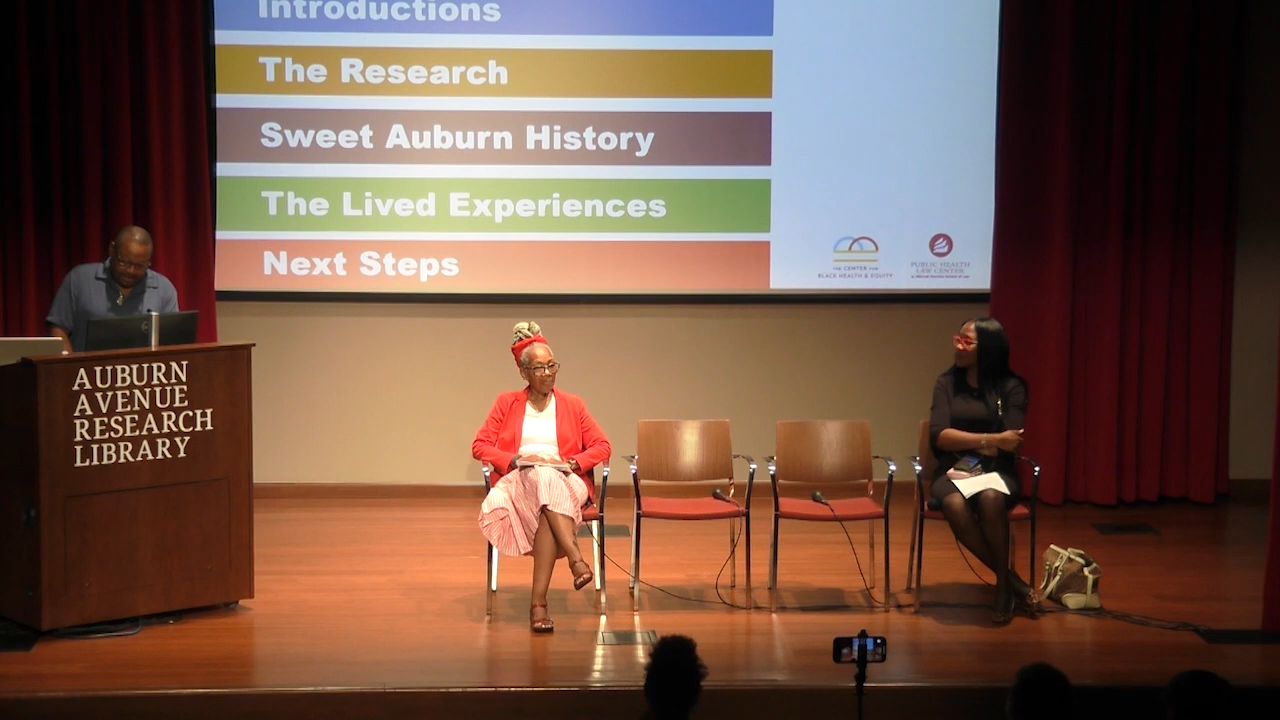 Introductions
The Research
Sweet Auburn History
The Lived Experiences
Next Steps
THE CENTER FOR
BLACK HEALTH & EQUITY
PUBLIC HEALTH
LAW CENTER
AUBURN
AVENUE
RESEARCH
LIBRARY